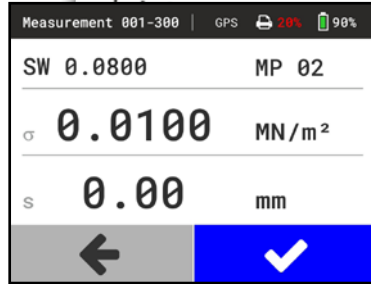 Measurement 001-300 | GPS 20% 90%
SW 0.0800 MP 02
σ 0.0100 MN/m²
s 0.00 mm